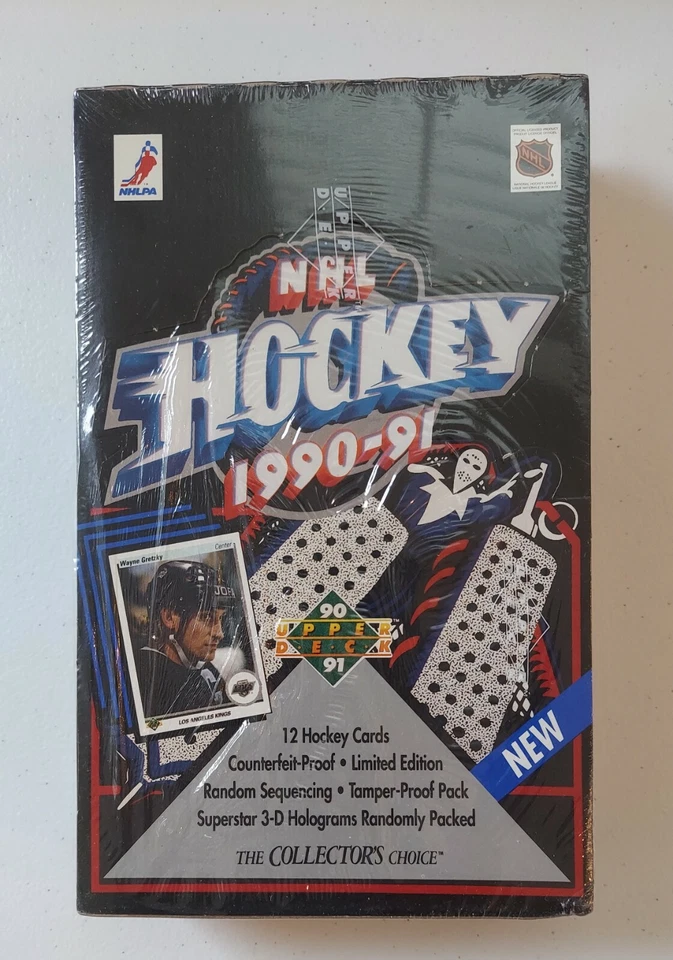 NHLPA
NHL
UPPER
DECK
NHL
HOCKEY
1990-91
Wayne Gretzky
Center
JOFA
LOS ANGELES KINGS
90
UPPER
DECK
91
NEW
12 Hockey Cards
Counterfeit-Proof • Limited Edition
Random Sequencing • Tamper-Proof Pack
Superstar 3-D Holograms Randomly Packed
THE COLLECTOR'S CHOICE™